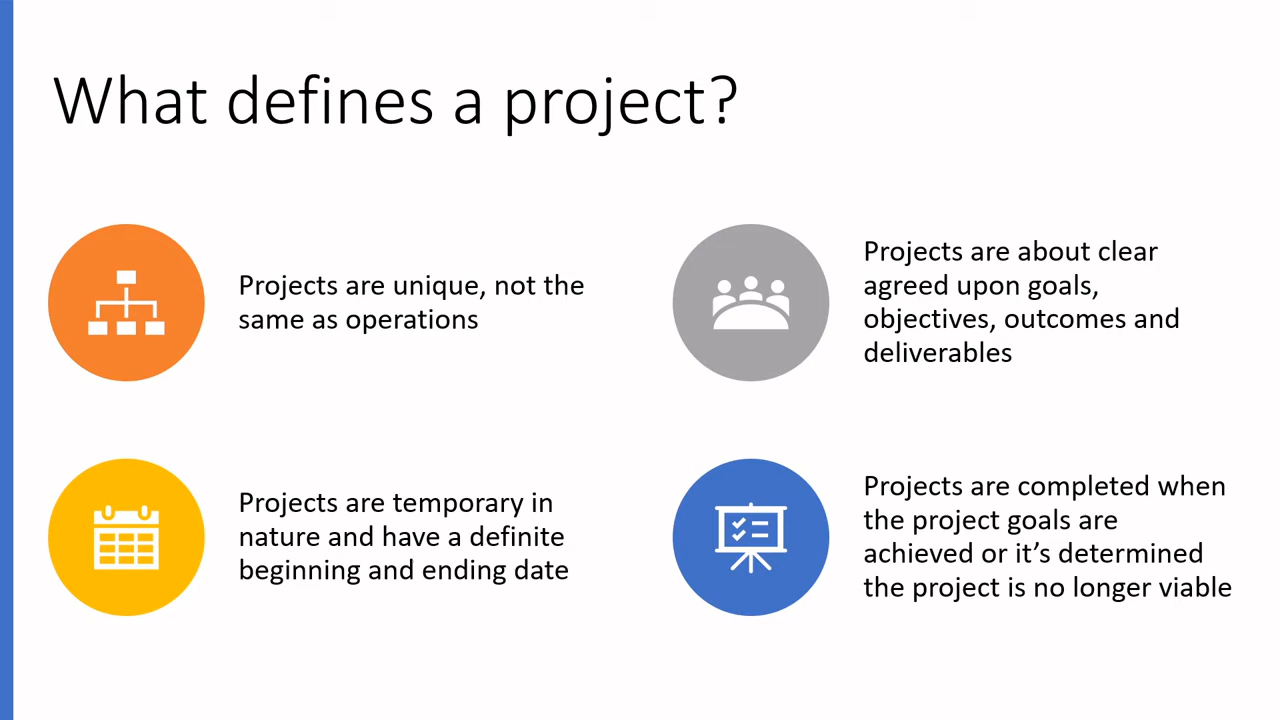 What defines a project?
Projects are unique, not the
same as operations
Projects are about clear
agreed upon goals,
objectives, outcomes and
deliverables
Projects are temporary in
nature and have a definite
beginning and ending date
Projects are completed when
the project goals are
achieved or it’s determined
the project is no longer viable